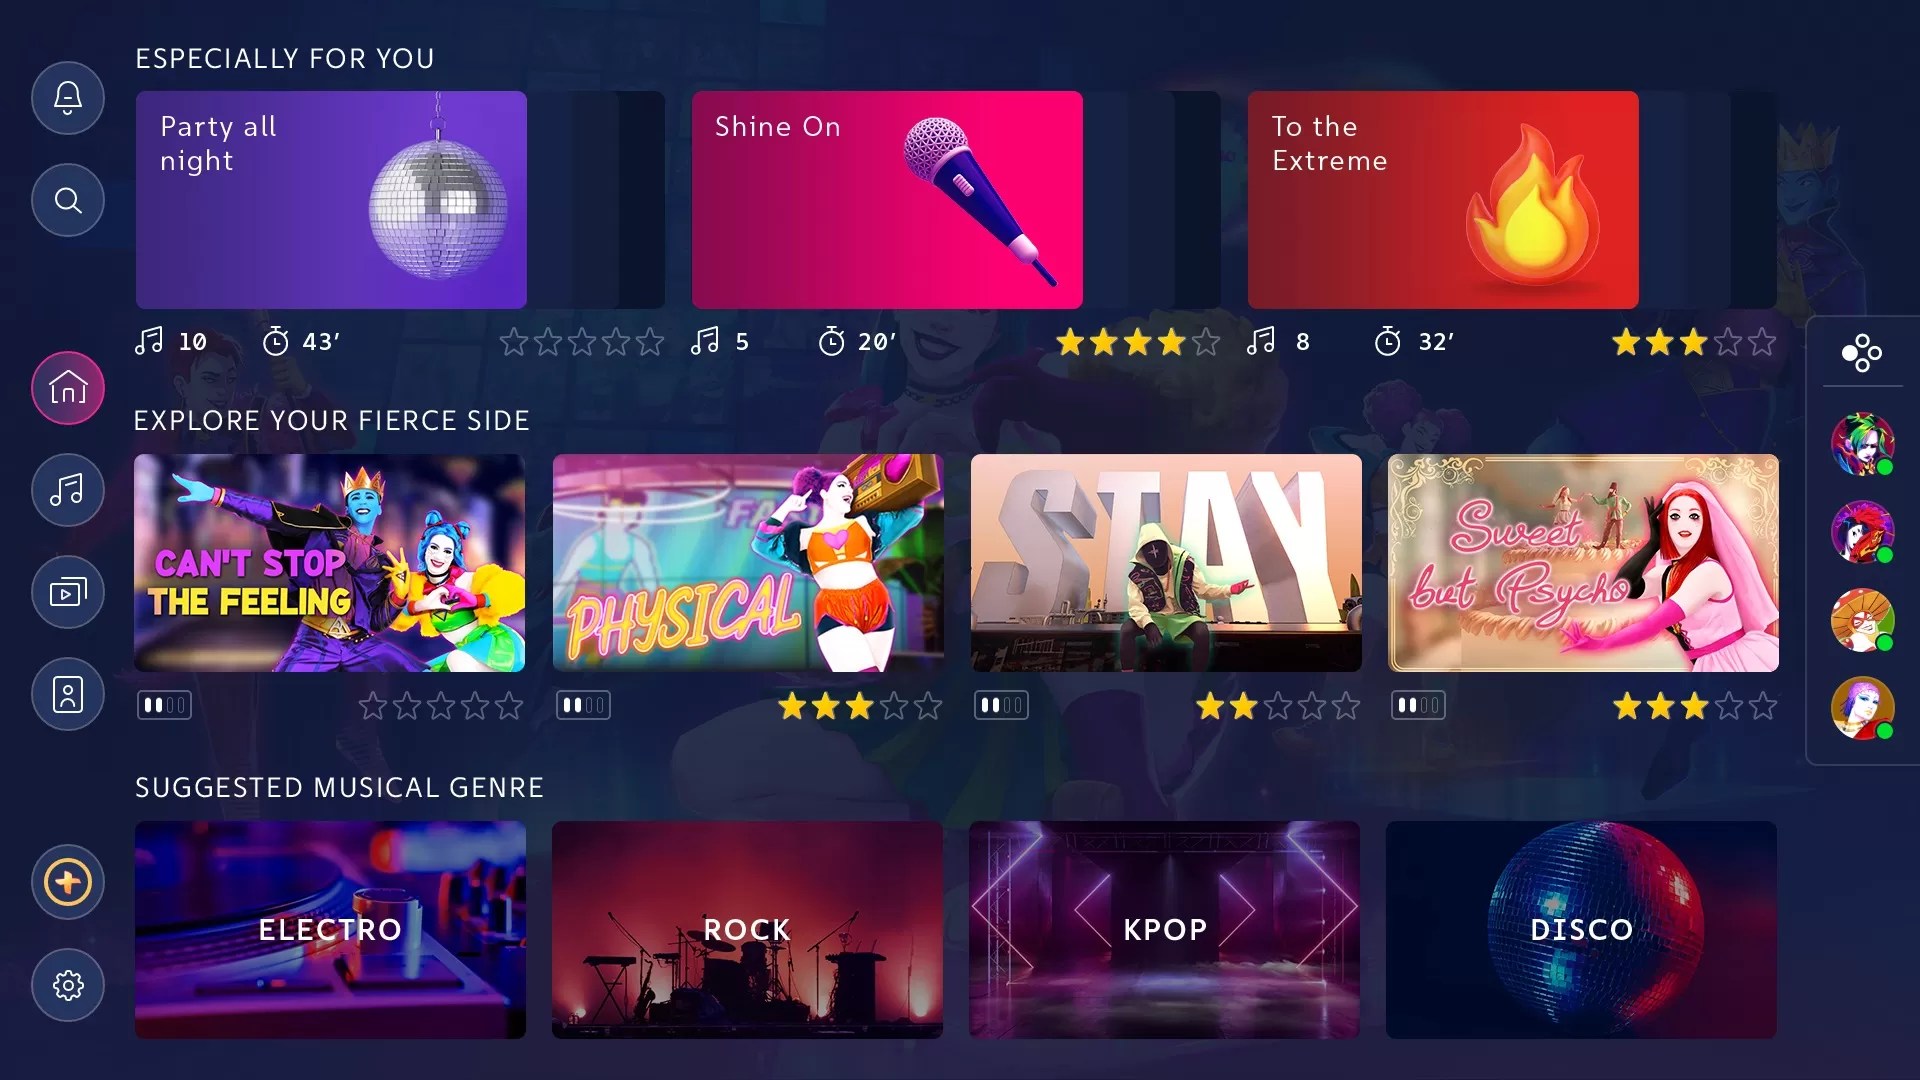 ESPECIALLY FOR YOU
Party all
night
Shine On
To the
Extreme
10
43′
5
20′
8
32′
EXPLORE YOUR FIERCE SIDE
CAN'T STOP
THE FEELING
PHYSICAL
STAY
Sweet
but Psycho
SUGGESTED MUSICAL GENRE
ELECTRO
ROCK
KPOP
DISCO